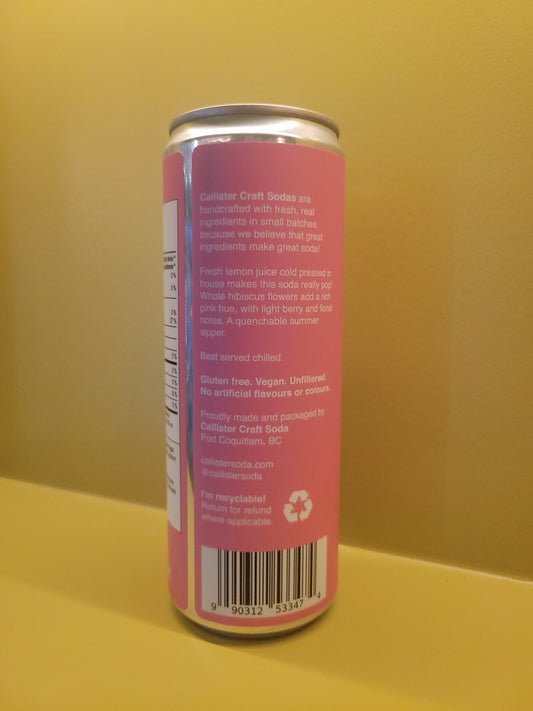 Callister Craft Sodas are
handcrafted with fresh, real
ingredients in small batches,
because we believe that great
ingredients make great soda!
Fresh lemon juice cold pressed in
house makes this soda really pop!
Whole hibiscus flowers add a rich
pink hue, with light berry and floral
notes. A quenchable summer
sipper.
Best served chilled.
Gluten free. Vegan. Unfiltered.
No artificial flavours or colours.
Proudly made and packaged by
Callister Craft Soda
Port Coquitlam, BC
callistersoda.com
@callistersoda
I'm recyclable!
Return for refund
where applicable.
9 90312 53347 4